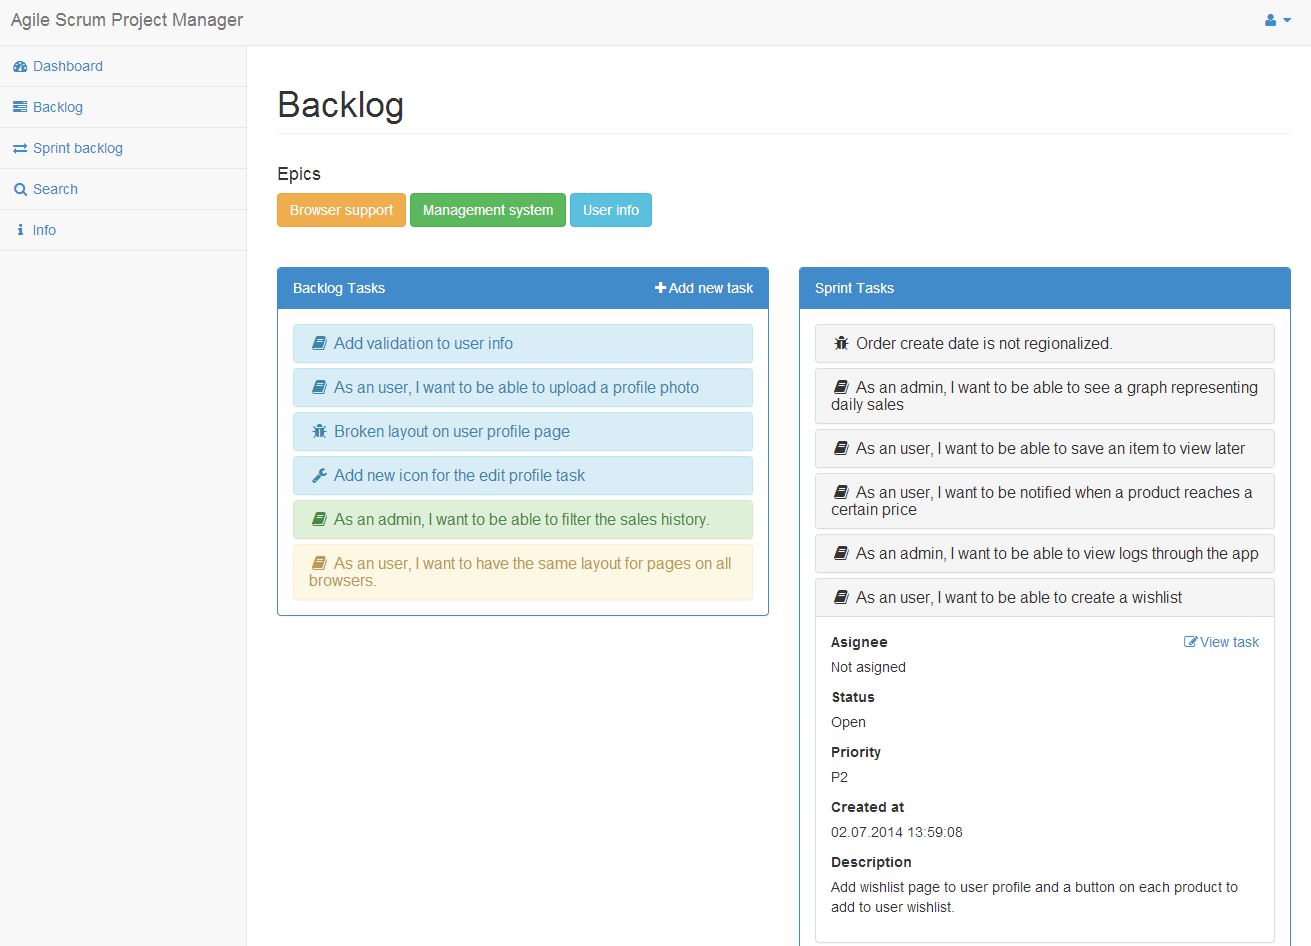 Agile Scrum Project Manager
Dashboard
Backlog
Sprint backlog
Search
Info
Backlog
Epics
Browser support
Management system
User info
Backlog Tasks
Add new task
Add validation to user info
As an user, I want to be able to upload a profile photo
Broken layout on user profile page
Add new icon for the edit profile task
As an admin, I want to be able to filter the sales history.
As an user, I want to have the same layout for pages on all
browsers.
Sprint Tasks
Order create date is not regionalized.
As an admin, I want to be able to see a graph representing
daily sales
As an user, I want to be able to save an item to view later
As an user, I want to be notified when a product reaches a
certain price
As an admin, I want to be able to view logs through the app
As an user, I want to be able to create a wishlist
Asignee
View task
Not asigned
Status
Open
Priority
P2
Created at
02.07.2014 13:59:08
Description
Add wishlist page to user profile and a button on each product to
add to user wishlist.